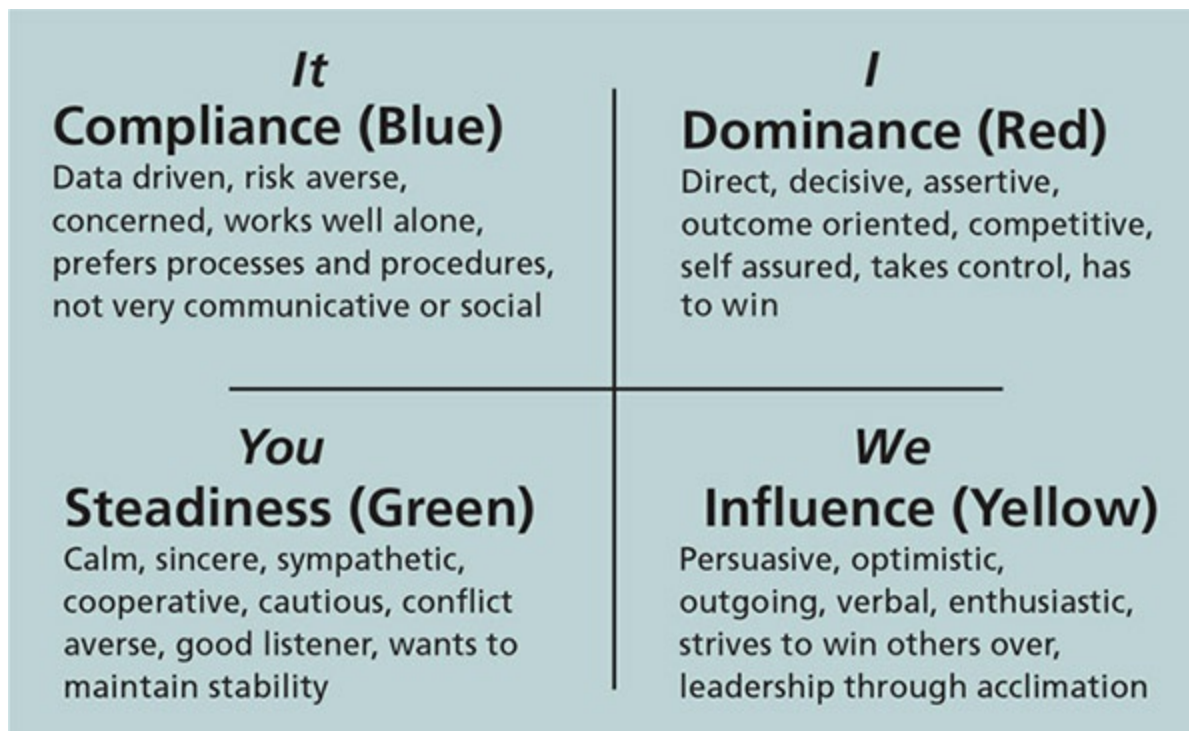 It
Compliance (Blue)
Data driven, risk averse,
concerned, works well alone,
prefers processes and procedures,
not very communicative or social
I
Dominance (Red)
Direct, decisive, assertive,
outcome oriented, competitive,
self assured, takes control, has
to win
You
Steadiness (Green)
Calm, sincere, sympathetic,
cooperative, cautious, conflict
averse, good listener, wants to
maintain stability
We
Influence (Yellow)
Persuasive, optimistic,
outgoing, verbal, enthusiastic,
strives to win others over,
leadership through acclimation